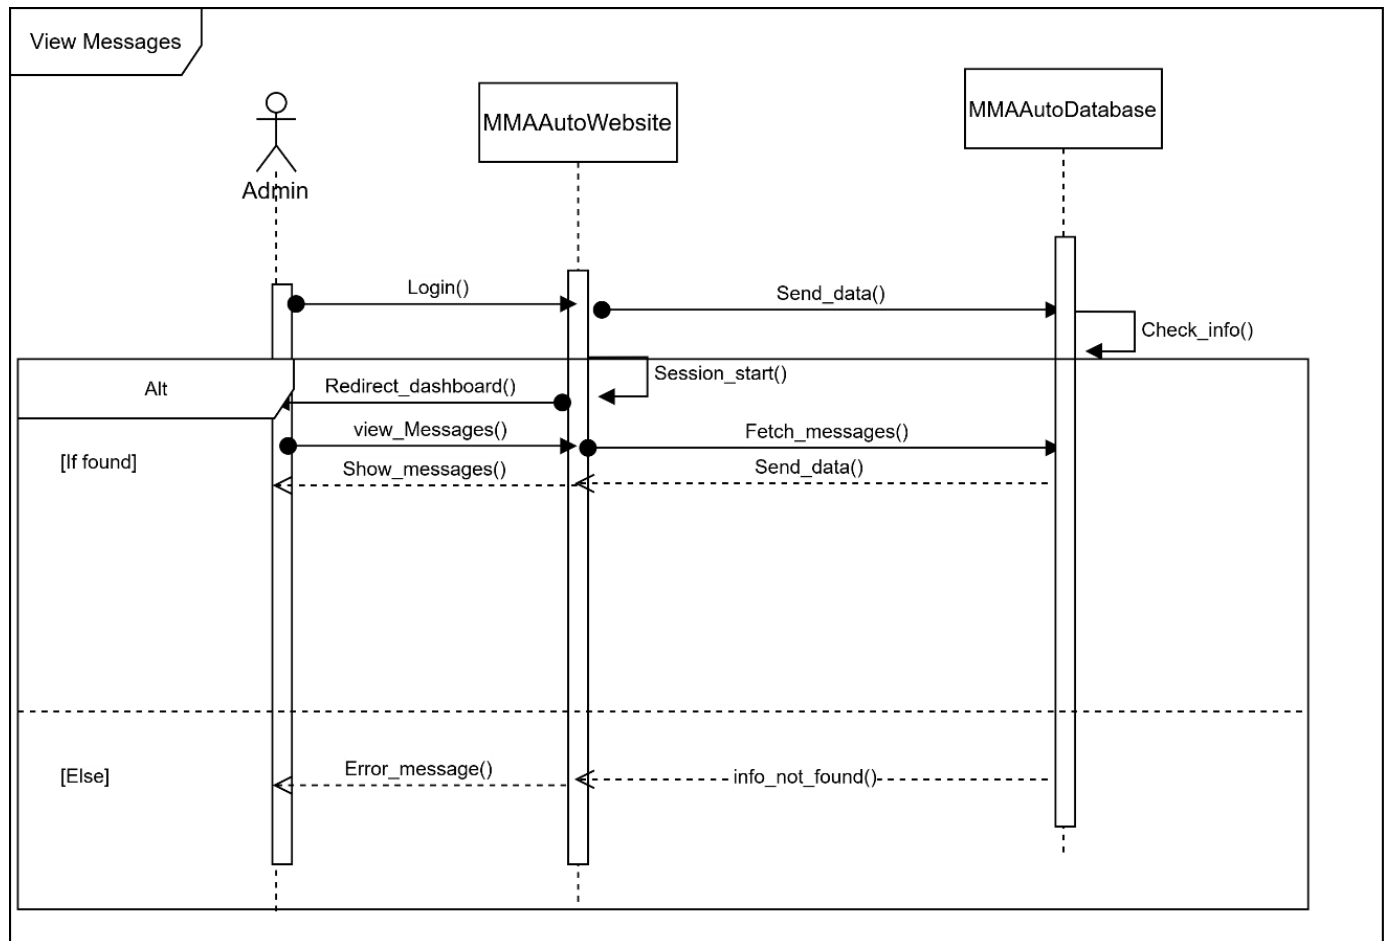 View Messages
MMAAutoWebsite
MMAAutoDatabase
Admin
Login()
Send_data()
Check_info()
Alt
Redirect_dashboard()
Session_start()
view_Messages()
Fetch_messages()
[If found]
Show_messages()
Send_data()
[Else]
Error_message()
info_not_found()